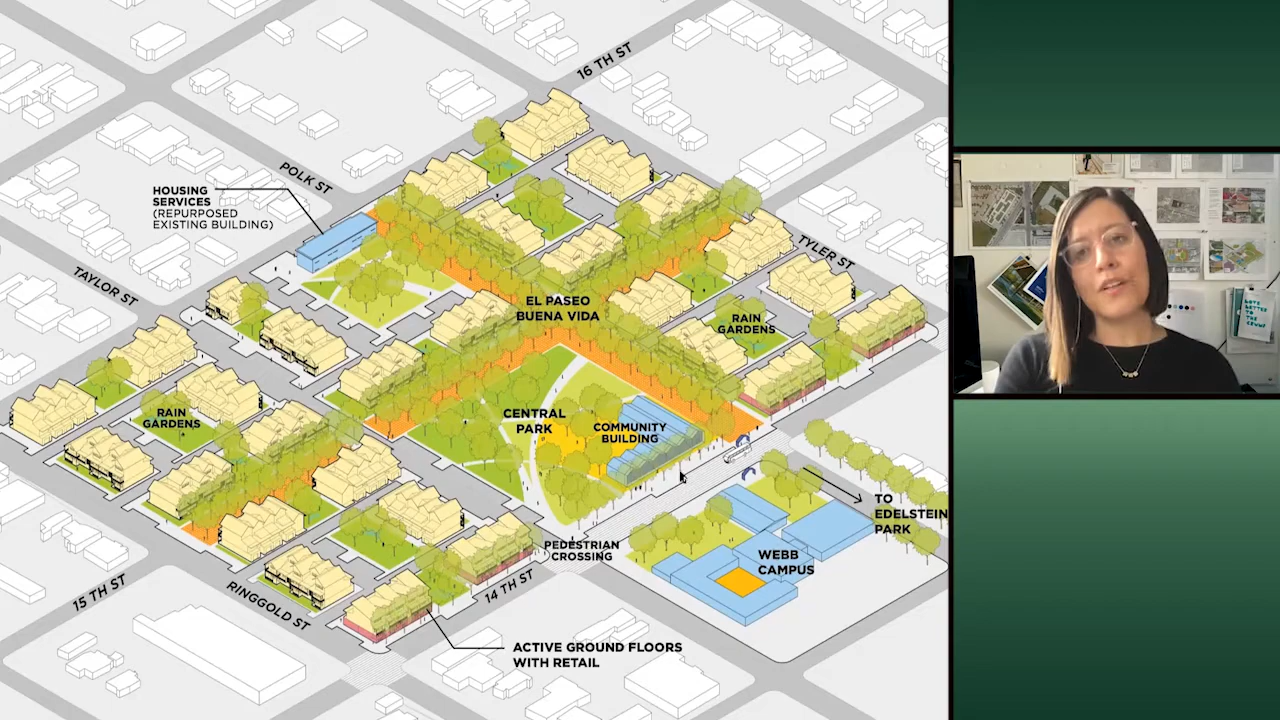 16 TH ST
POLK ST
HOUSING
SERVICES
(REPURPOSED
EXISTING BUILDING)
TYLER ST
TAYLOR ST
EL PASEO
BUENA VIDA
RAIN
GARDENS
RAIN
GARDENS
CENTRAL
PARK
COMMUNITY
BUILDING
TO
EDELSTEIN
PARK
PEDESTRIAN
CROSSING
WEBB
CAMPUS
15 TH ST
RINGGOLD ST
14 TH ST
ACTIVE GROUND FLOORS
WITH RETAIL